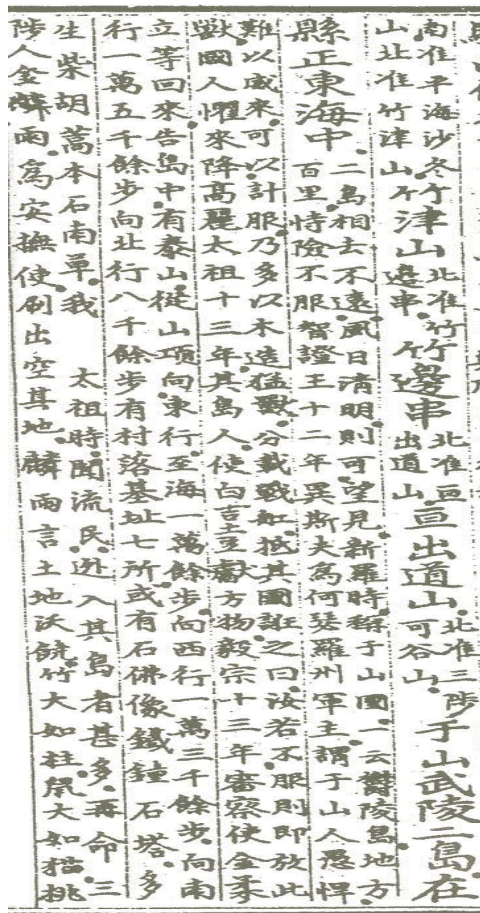 南准平海沙冬山北准竹津山竹津山北准竹邊串竹邊串北准亘出道山亘出道山北准三陟可谷山于山武陵二島在
縣正東海中二島相去不遠風日清明則可望見新羅時稱于山國一云鬱陵島地方
百里恃險不服智證王十二年異斯夫爲何瑟羅州軍主謂于山人愚悍
難以威來可以計服乃多以木造猛獸分載戰舡抵其國誑之曰汝若不服則即放此
獸國人懼來降高麗太祖十三年其島人使白吉土豆獻方物毅宗十三年審察使金柔
立等回來告島中有泰山從山頂向東行至海一萬餘步向西行一萬三千餘步向南
行一萬五千餘步向北行八千餘步有村落基址七所或有石佛像鐵鐘石塔多
生柴胡蒿本石南草我 太祖時聞流民逃入其島者甚多再命三
陟人金麟雨爲安撫使刷出空其地麟雨言土地沃饒竹大如柱鼠大如猫桃